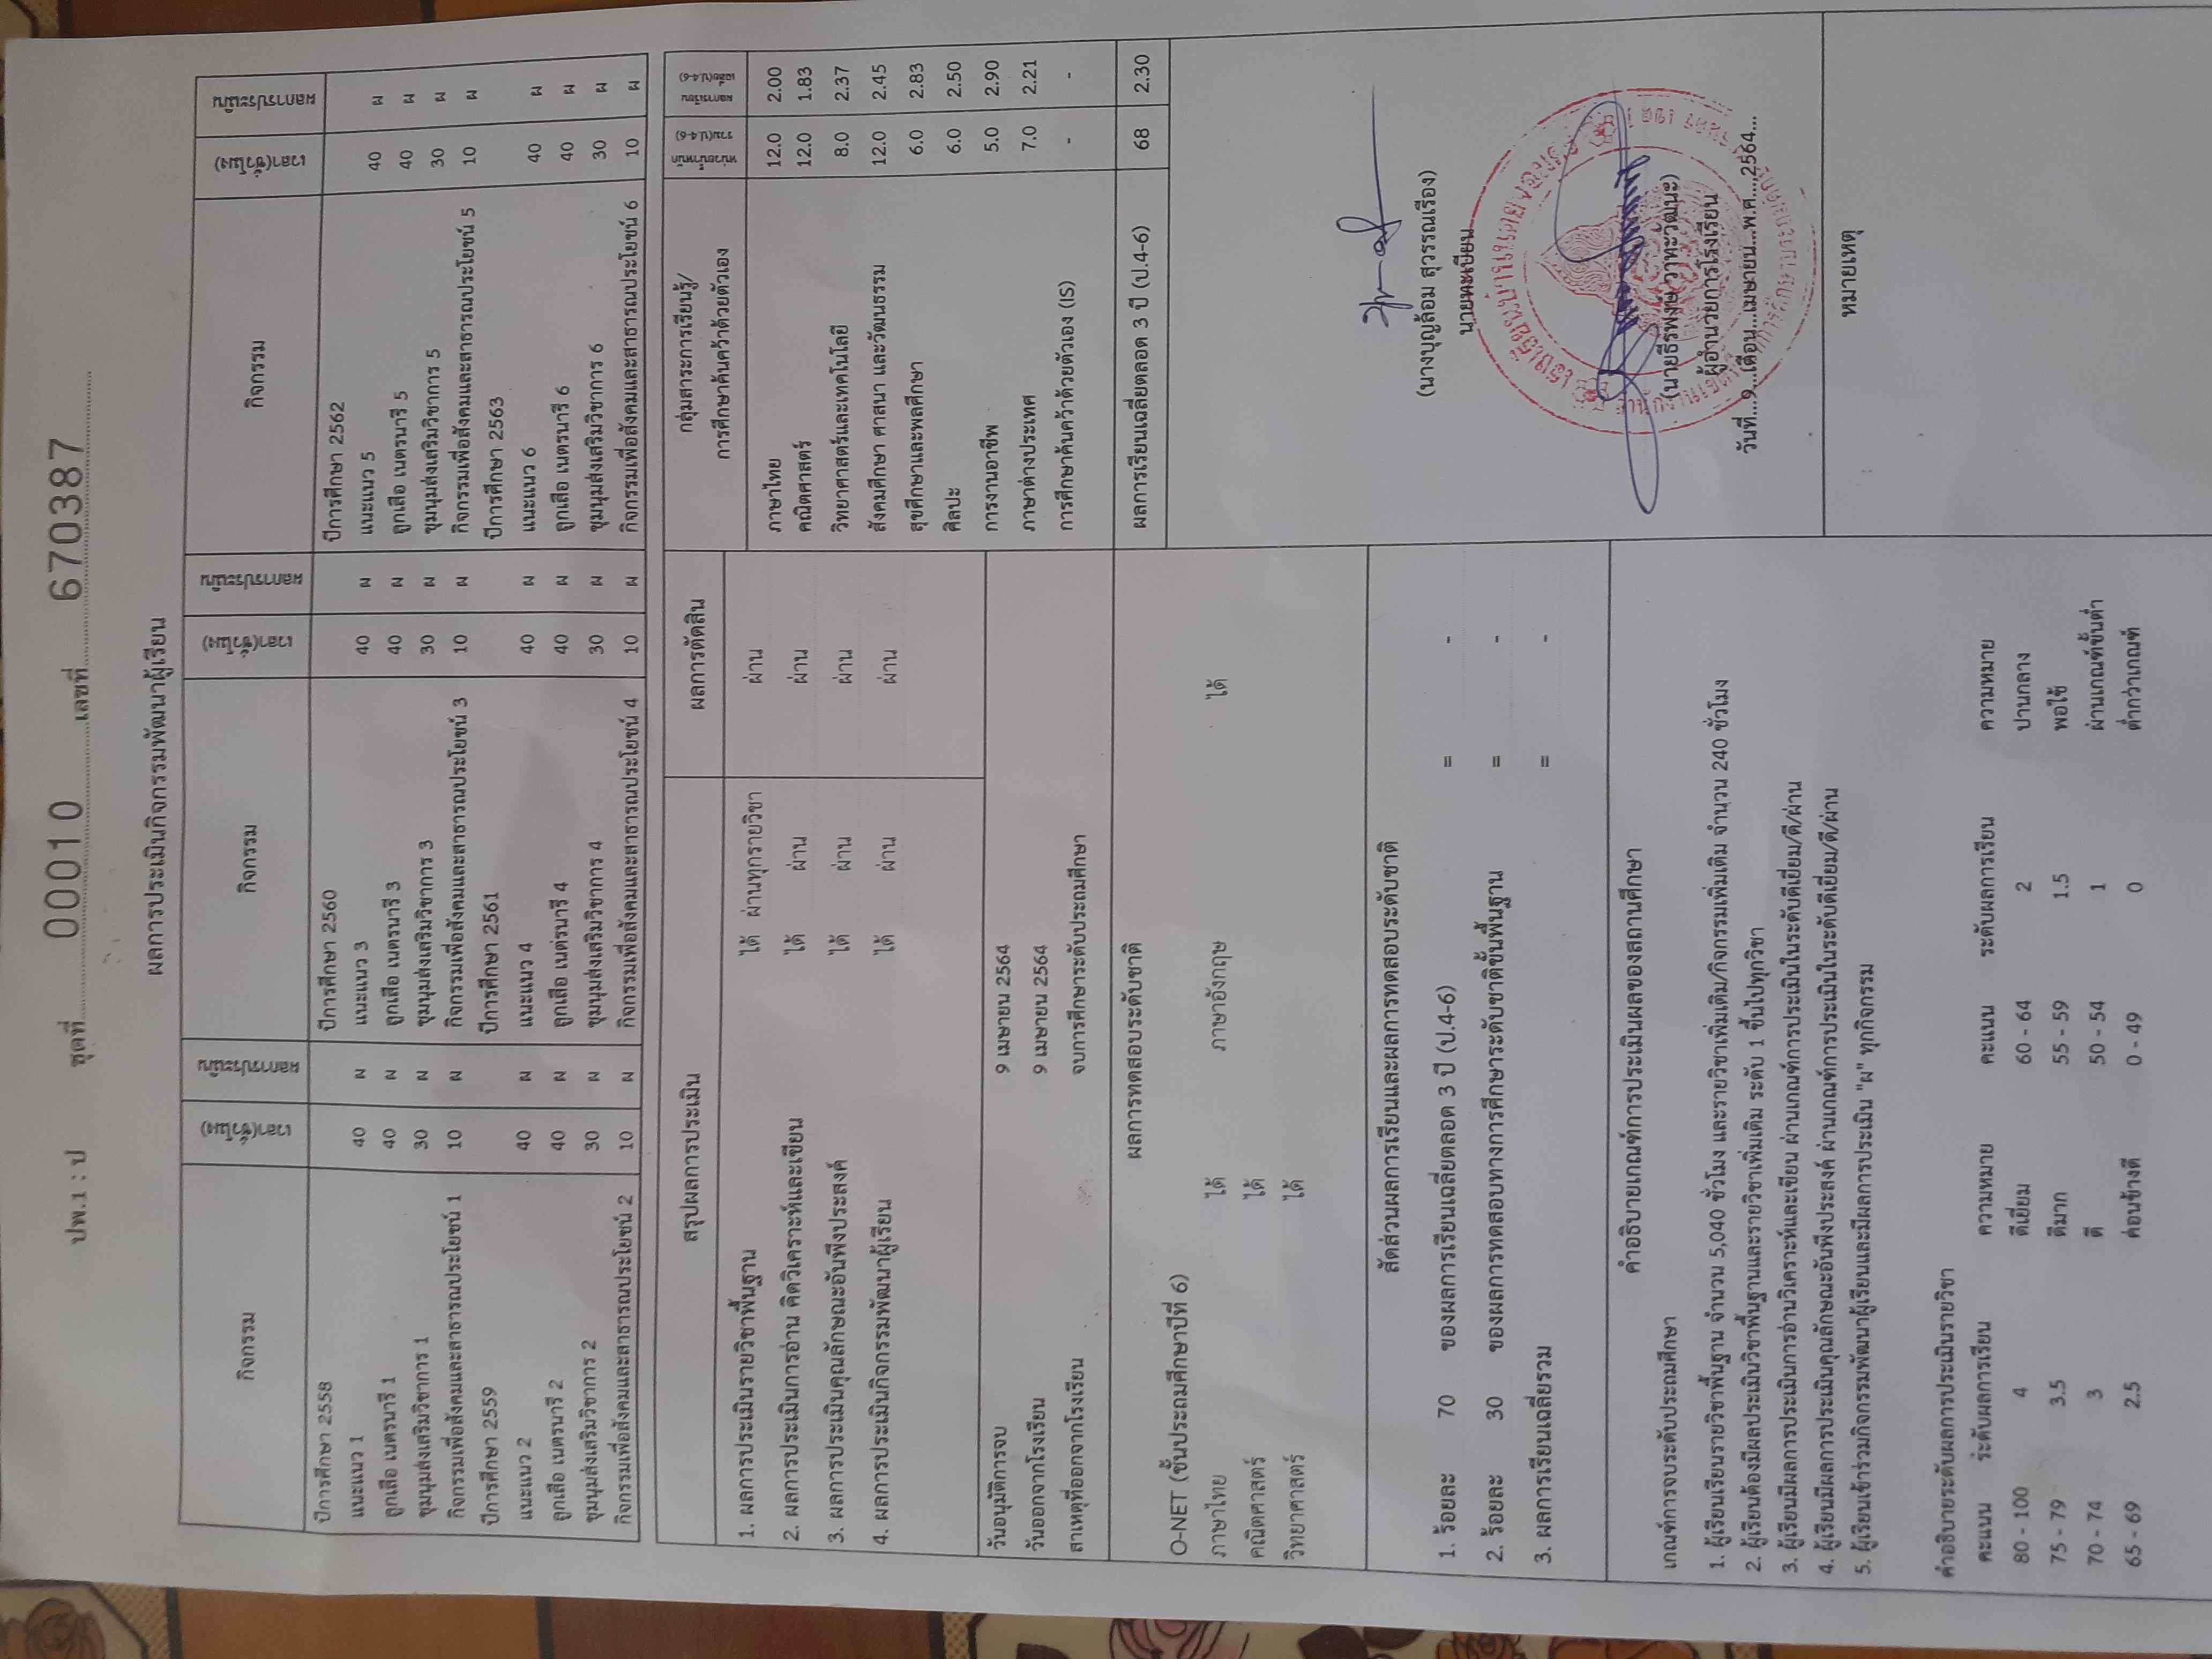 ปพ.1 : ป ชุดที่ 00010 เลขที่ 670387
ผลการประเมินกิจกรรมพัฒนาผู้เรียน
กิจกรรม เวลา(ชั่วโมง) ผลการประเมิน กิจกรรม เวลา(ชั่วโมง) ผลการประเมิน กิจกรรม เวลา(ชั่วโมง) ผลการประเมิน
ปีการศึกษา 2558 ปีการศึกษา 2560 ปีการศึกษา 2562
แนะแนว 1 40 ผ แนะแนว 3 40 ผ แนะแนว 5 40 ผ
ลูกเสือ เนตรนารี 1 40 ผ ลูกเสือ เนตรนารี 3 40 ผ ลูกเสือ เนตรนารี 5 40 ผ
ชุมนุมส่งเสริมวิชาการ 1 30 ผ ชุมนุมส่งเสริมวิชาการ 3 30 ผ ชุมนุมส่งเสริมวิชาการ 5 30 ผ
กิจกรรมเพื่อสังคมและสาธารณประโยชน์ 1 10 ผ กิจกรรมเพื่อสังคมและสาธารณประโยชน์ 3 10 ผ กิจกรรมเพื่อสังคมและสาธารณประโยชน์ 5 10 ผ
ปีการศึกษา 2559 ปีการศึกษา 2561 ปีการศึกษา 2563
แนะแนว 2 40 ผ แนะแนว 4 40 ผ แนะแนว 6 40 ผ
ลูกเสือ เนตรนารี 2 40 ผ ลูกเสือ เนตรนารี 4 40 ผ ลูกเสือ เนตรนารี 6 40 ผ
ชุมนุมส่งเสริมวิชาการ 2 30 ผ ชุมนุมส่งเสริมวิชาการ 4 30 ผ ชุมนุมส่งเสริมวิชาการ 6 30 ผ
กิจกรรมเพื่อสังคมและสาธารณประโยชน์ 2 10 ผ กิจกรรมเพื่อสังคมและสาธารณประโยชน์ 4 10 ผ กิจกรรมเพื่อสังคมและสาธารณประโยชน์ 6 10 ผ
สรุปผลการประเมิน ผลการตัดสิน
1. ผลการประเมินรายวิชาพื้นฐาน ได้ ผ่านทุกรายวิชา ผ่าน
2. ผลการประเมินการอ่าน คิดวิเคราะห์และเขียน ได้ ผ่าน ผ่าน
3. ผลการประเมินคุณลักษณะอันพึงประสงค์ ได้ ผ่าน ผ่าน
4. ผลการประเมินกิจกรรมพัฒนาผู้เรียน ได้ ผ่าน ผ่าน
วันอนุมัติการจบ 9 เมษายน 2564
วันออกจากโรงเรียน 9 เมษายน 2564
สาเหตุที่ออกจากโรงเรียน จบการศึกษาระดับประถมศึกษา
ผลการทดสอบระดับชาติ
O-NET (ชั้นประถมศึกษาปีที่ 6)
ภาษาไทย ได้ ภาษาอังกฤษ ได้
คณิตศาสตร์ ได้
วิทยาศาสตร์ ได้
สัดส่วนผลการเรียนและผลการทดสอบระดับชาติ
1. ร้อยละ 70 ของผลการเรียนเฉลี่ยตลอด 3 ปี (ป.4-6) = -
2. ร้อยละ 30 ของผลการทดสอบทางการศึกษาระดับชาติขั้นพื้นฐาน = -
3. ผลการเรียนเฉลี่ยรวม = -
กลุ่มสาระการเรียนรู้/
การศึกษาค้นคว้าด้วยตัวเอง
หน่วยน้ำหนัก
รวม(ป.4-6)
ผลการเรียน
เฉลี่ย(ป.4-6)
ภาษาไทย 12.0 2.00
คณิตศาสตร์ 12.0 1.83
วิทยาศาสตร์และเทคโนโลยี 8.0 2.37
สังคมศึกษา ศาสนา และวัฒนธรรม 12.0 2.45
สุขศึกษาและพลศึกษา 6.0 2.83
ศิลปะ 6.0 2.50
การงานอาชีพ 5.0 2.90
ภาษาต่างประเทศ 7.0 2.21
การศึกษาค้นคว้าด้วยตัวเอง (IS) - -
ผลการเรียนเฉลี่ยตลอด 3 ปี (ป.4-6) 68 2.30
(นางบุญล้อม สุวรรณเรือง)
นายทะเบียน
(นายธีรพงษ์ วาทะวัฒนะ)
ผู้อำนวยการโรงเรียน
วันที่...9...เดือน...เมษายน...พ.ศ....2564...
หมายเหตุ
คำอธิบายเกณฑ์การประเมินผลของสถานศึกษา
เกณฑ์การจบระดับประถมศึกษา
1. ผู้เรียนเรียนรายวิชาพื้นฐาน จำนวน 5,040 ชั่วโมง และรายวิชาเพิ่มเติม/กิจกรรมเพิ่มเติม จำนวน 240 ชั่วโมง
2. ผู้เรียนต้องมีผลประเมินวิชาพื้นฐานและรายวิชาเพิ่มเติม ระดับ 1 ขึ้นไปทุกวิชา
3. ผู้เรียนมีผลการประเมินการอ่านวิเคราะห์และเขียน ผ่านเกณฑ์การประเมินในระดับดีเยี่ยม/ดี/ผ่าน
4. ผู้เรียนมีผลการประเมินคุณลักษณะอันพึงประสงค์ ผ่านเกณฑ์การประเมินในระดับดีเยี่ยม/ดี/ผ่าน
5. ผู้เรียนเข้าร่วมกิจกรรมพัฒนาผู้เรียนและมีผลการประเมิน "ผ" ทุกกิจกรรม
คำอธิบายระดับผลการประเมินรายวิชา
คะแนน ระดับผลการเรียน ความหมาย คะแนน ระดับผลการเรียน ความหมาย
80 - 100 4 ดีเยี่ยม 60 - 64 2 ปานกลาง
75 - 79 3.5 ดีมาก 55 - 59 1.5 พอใช้
70 - 74 3 ดี 50 - 54 1 ผ่านเกณฑ์ขั้นต่ำ
65 - 69 2.5 ค่อนข้างดี 0 - 49 0 ต่ำกว่าเกณฑ์